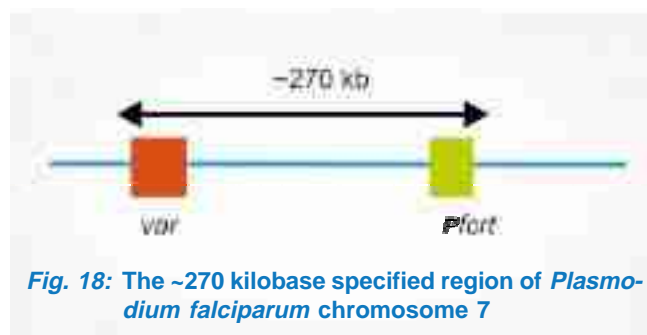 ~270 kb
var
Pfcrt
Fig. 18: The ~270 kilobase specified region of Plasmo-
dium falciparum chromosome 7